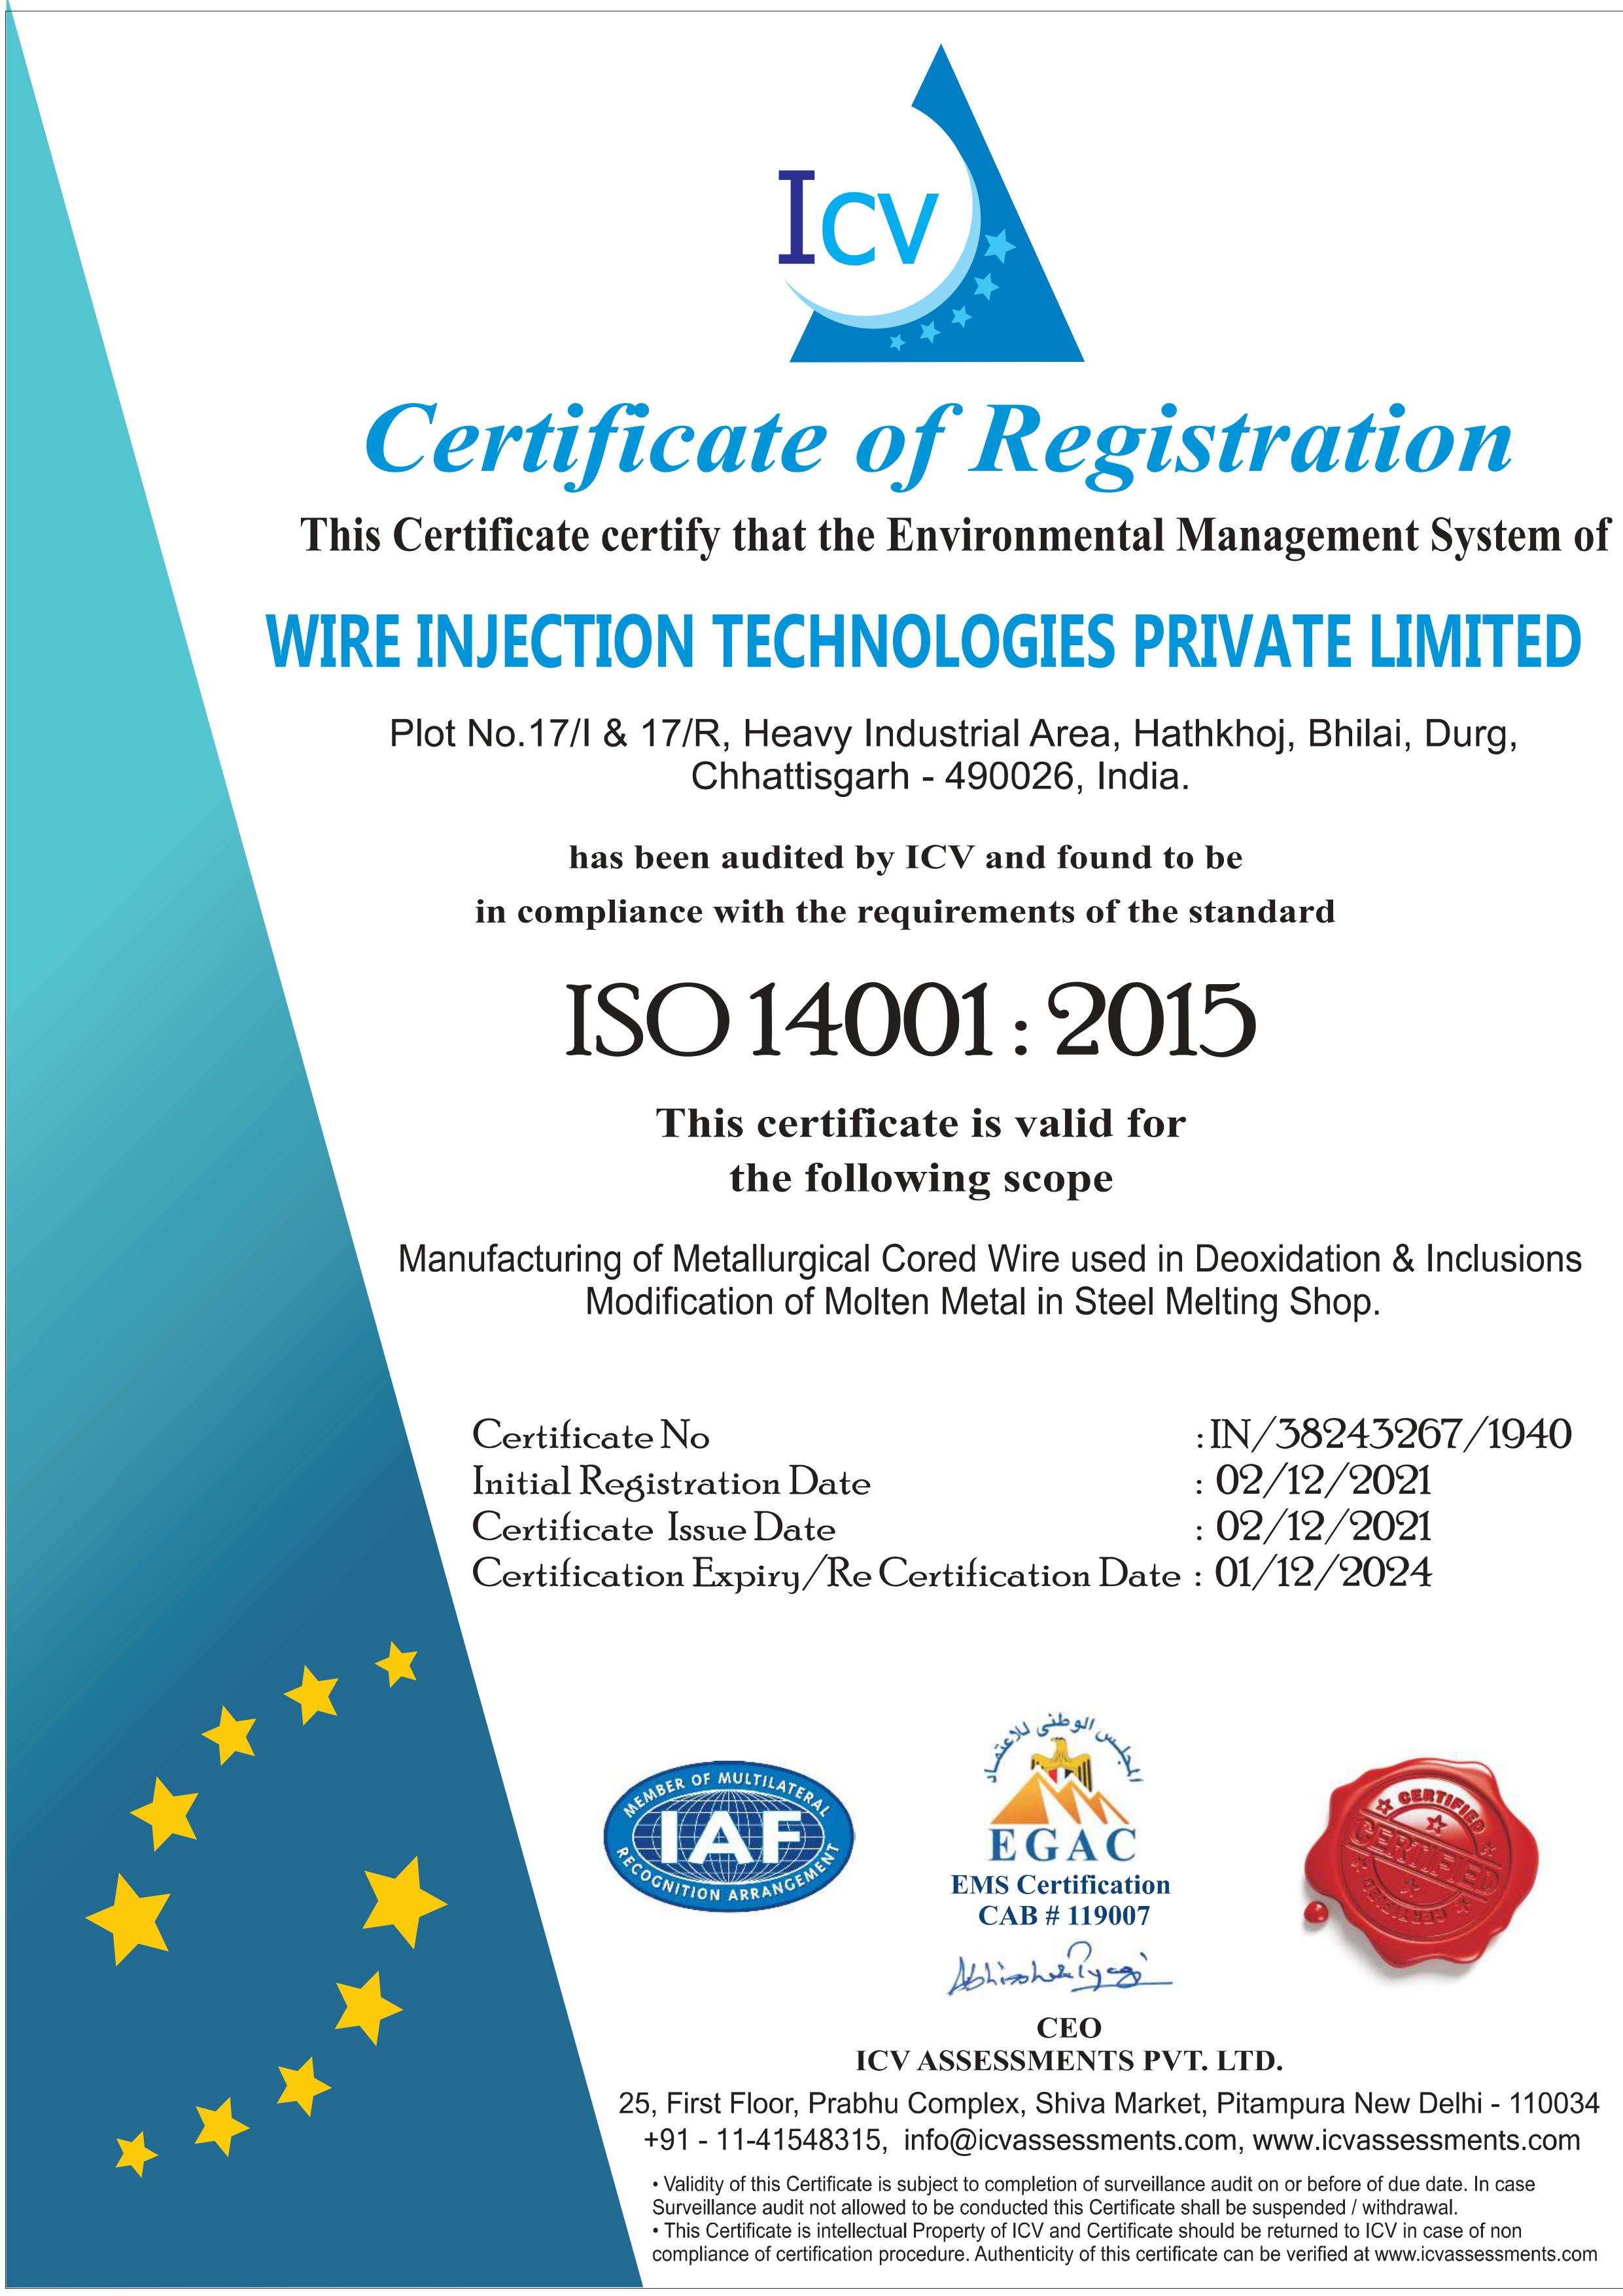 ICV
Certificate of Registration
This Certificate certify that the Environmental Management System of
WIRE INJECTION TECHNOLOGIES PRIVATE LIMITED
Plot No.17/I & 17/R, Heavy Industrial Area, Hathkhoj, Bhilai, Durg,
Chhattisgarh - 490026, India.
has been audited by ICV and found to be
in compliance with the requirements of the standard
ISO 14001 : 2015
This certificate is valid for
the following scope
Manufacturing of Metallurgical Cored Wire used in Deoxidation & Inclusions
Modification of Molten Metal in Steel Melting Shop.
Certificate No : IN/38243267/1940
Initial Registration Date : 02/12/2021
Certificate Issue Date : 02/12/2021
Certification Expiry/Re Certification Date : 01/12/2024
MEMBER OF MULTILATERAL
IAF
RECOGNITION ARRANGEMENT
المجلس الوطني للاعتماد
EGAC
EMS Certification
CAB # 119007
CERTIFIED
CERTIFIED
CERTIFIED
CEO
ICV ASSESSMENTS PVT. LTD.
25, First Floor, Prabhu Complex, Shiva Market, Pitampura New Delhi - 110034
+91 - 11-41548315, info@icvassessments.com, www.icvassessments.com
• Validity of this Certificate is subject to completion of surveillance audit on or before of due date. In case
Surveillance audit not allowed to be conducted this Certificate shall be suspended / withdrawal.
• This Certificate is intellectual Property of ICV and Certificate should be returned to ICV in case of non
compliance of certification procedure. Authenticity of this certificate can be verified at www.icvassessments.com